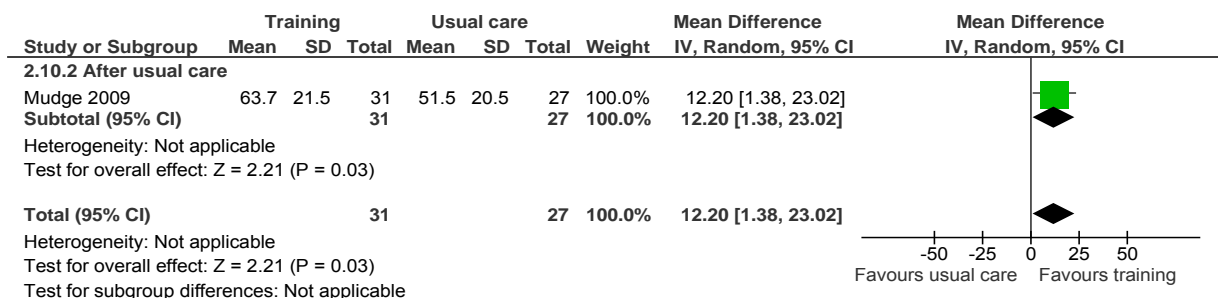 Training Usual care Mean Difference Mean Difference
Study or Subgroup Mean SD Total Mean SD Total Weight IV, Random, 95% CI IV, Random, 95% CI
2.10.2 After usual care
Mudge 2009 63.7 21.5 31 51.5 20.5 27 100.0% 12.20 [1.38, 23.02]
Subtotal (95% CI) 31 27 100.0% 12.20 [1.38, 23.02]
Heterogeneity: Not applicable
Test for overall effect: Z = 2.21 (P = 0.03)
Total (95% CI) 31 27 100.0% 12.20 [1.38, 23.02]
Heterogeneity: Not applicable
Test for overall effect: Z = 2.21 (P = 0.03)
Test for subgroup differences: Not applicable
-50 -25 0 25 50
Favours usual care Favours training